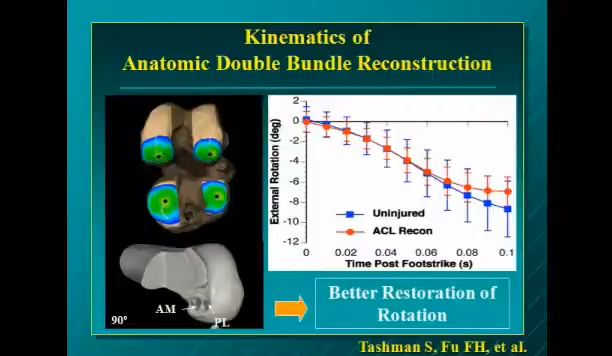 Kinematics of
Anatomic Double Bundle Reconstruction
2
0
-2
-4
-6
-8
-10
-12
External Rotation (deg)
Uninjured
ACL Recon
0 0.02 0.04 0.06 0.08 0.1
Time Post Footstrike (s)
AM
PL
90°
Better Restoration of
Rotation
Tashman S, Fu FH, et al.